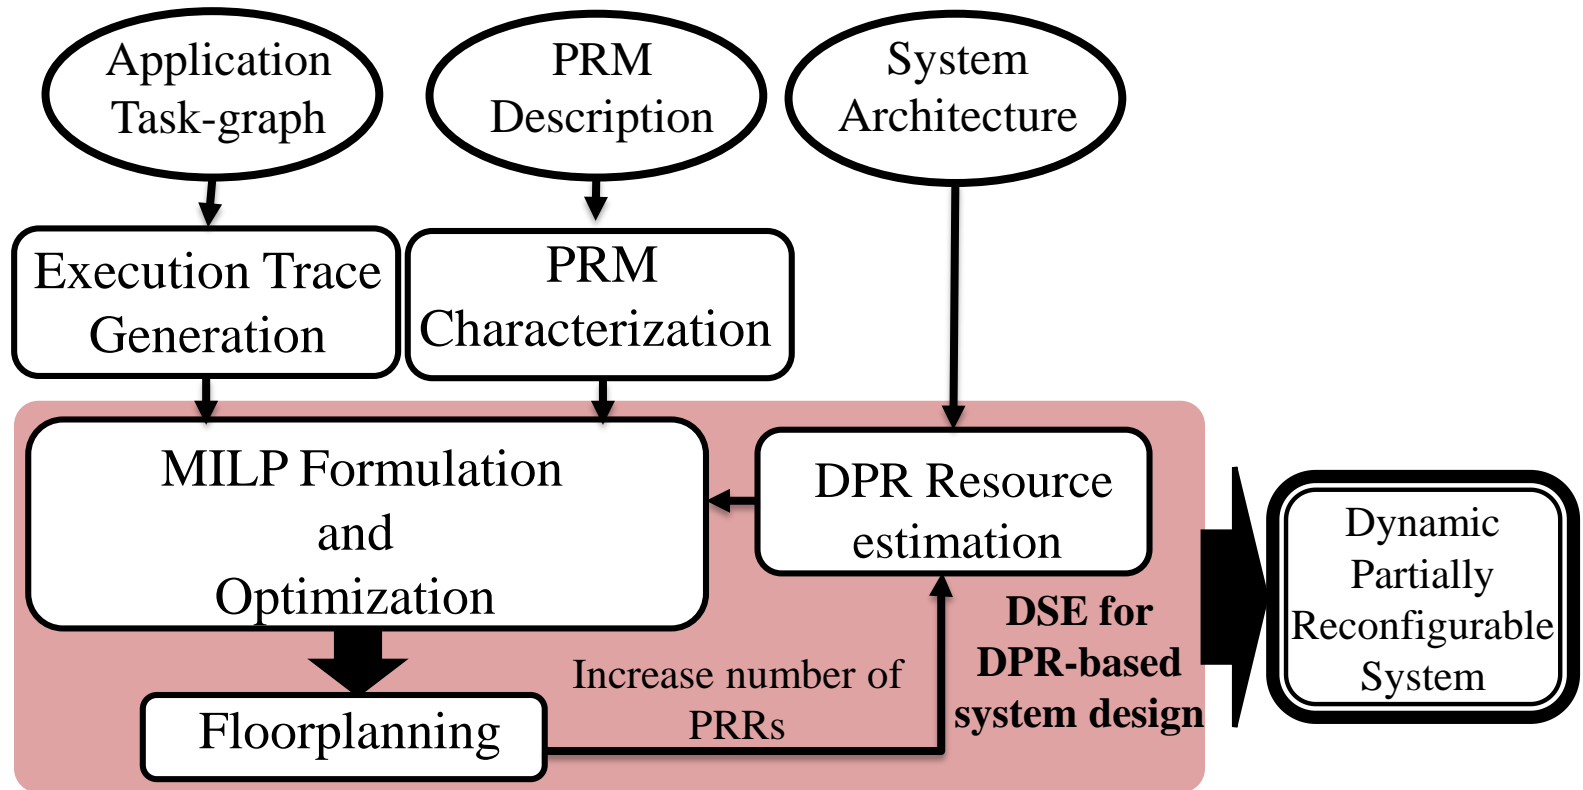 Application
Task-graph
PRM
Description
System
Architecture
Execution Trace
Generation
PRM
Characterization
MILP Formulation
and
Optimization
DPR Resource
estimation
Floorplanning
Increase number of
PRRs
DSE for
DPR-based
system design
Dynamic
Partially
Reconfigurable
System